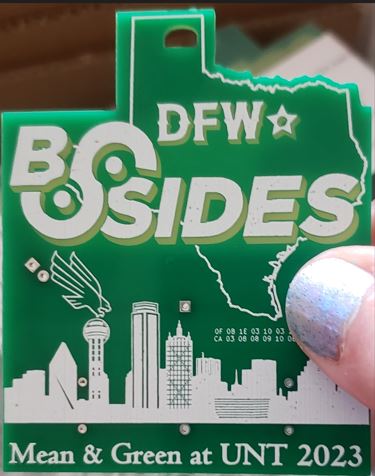 DFW
BSIDES
0F 0B 1E 03 10 03
CA 03 08 08 09 10
Mean & Green at UNT 2023